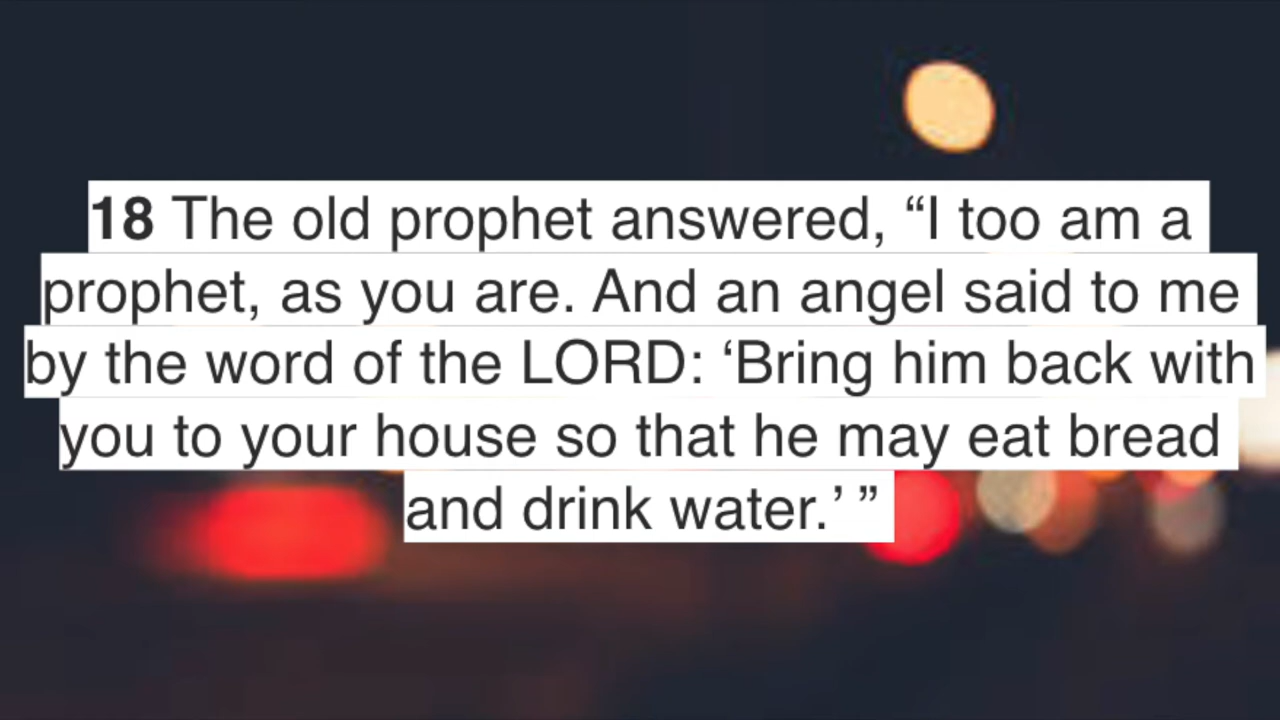 18 The old prophet answered, “I too am a
prophet, as you are. And an angel said to me
by the word of the LORD: ‘Bring him back with
you to your house so that he may eat bread
and drink water.’ ”